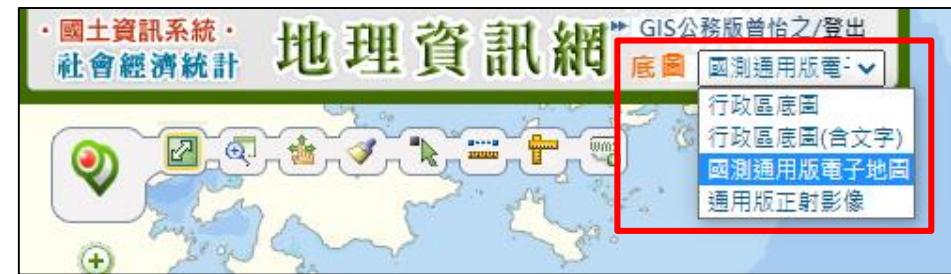 ·國土資訊系統·
社會經濟統計
地理資訊網
GIS公務版曾怡之/登出
底圖
國測通用版電子
行政區底圖
行政區底圖(含文字)
國測通用版電子地圖
通用版正射影像
wms